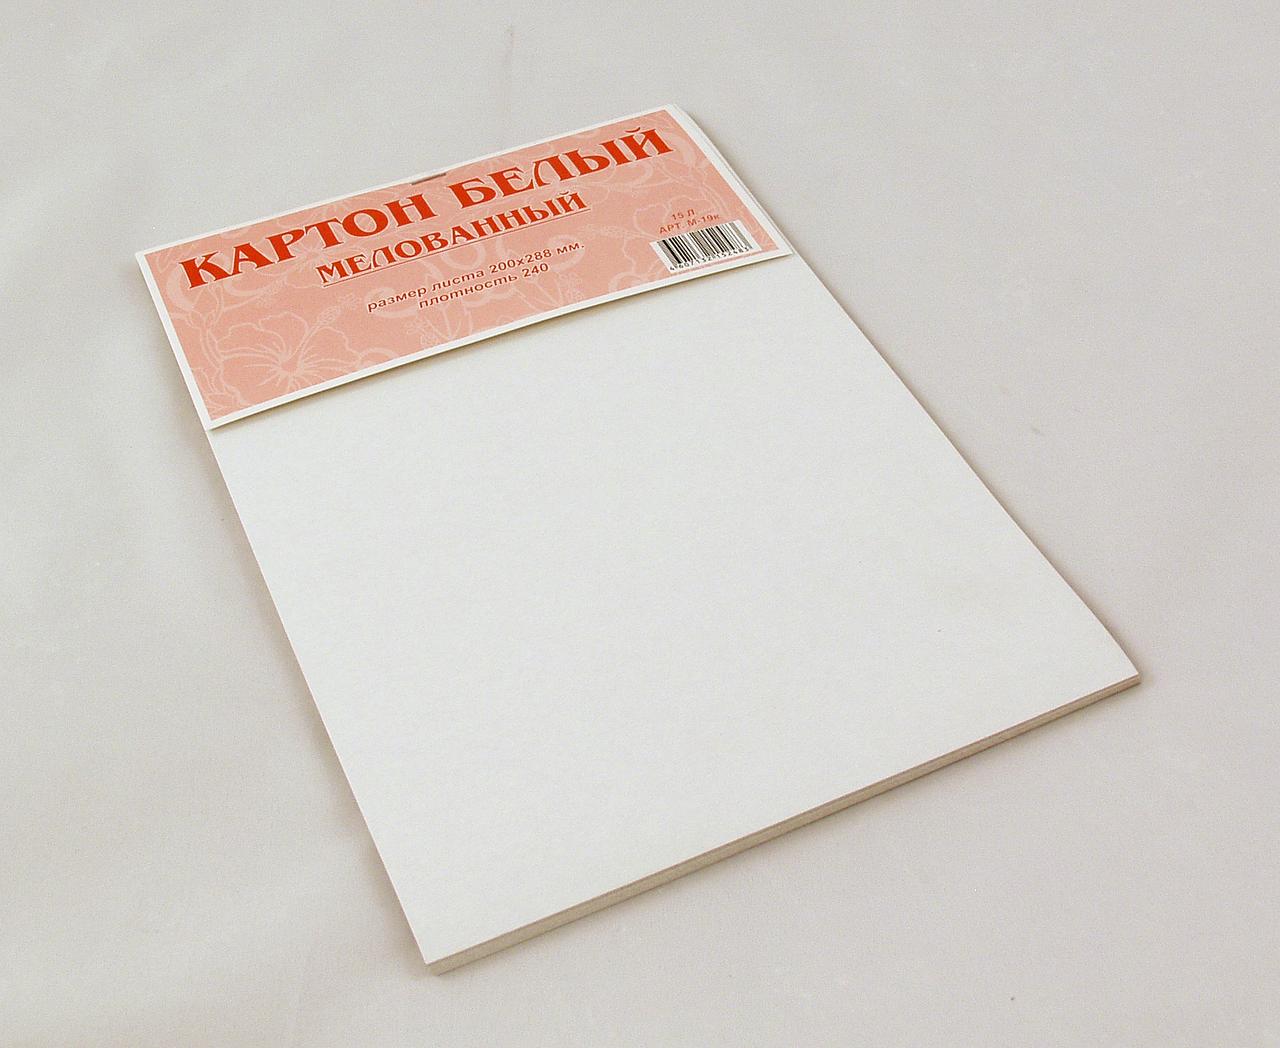 КАРТОН БЕЛЫЙ
МЕЛОВАННЫЙ
размер листа 200х288 мм.
плотность 240
15 Л.
АРТ. М-19к